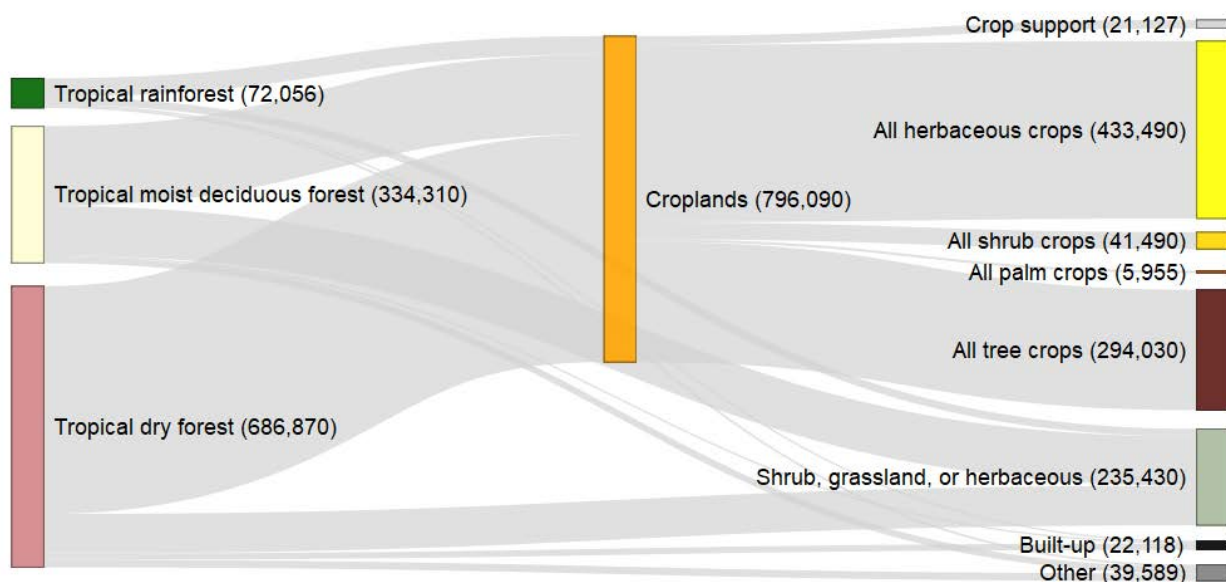 Tropical rainforest (72,056)
Tropical moist deciduous forest (334,310)
Tropical dry forest (686,870)
Croplands (796,090)
Crop support (21,127)
All herbaceous crops (433,490)
All shrub crops (41,490)
All palm crops (5,955)
All tree crops (294,030)
Shrub, grassland, or herbaceous (235,430)
Built-up (22,118)
Other (39,589)